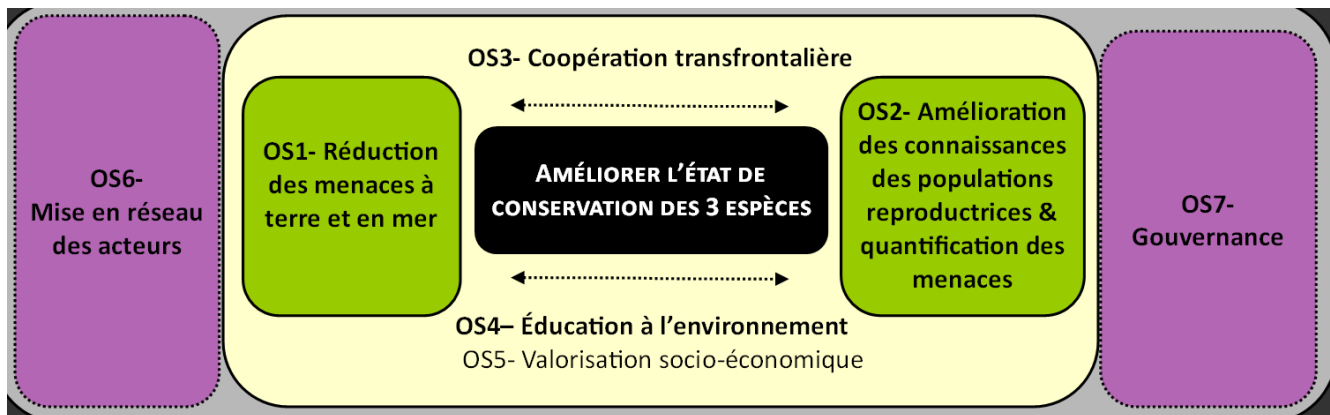 OS6-
Mise en réseau
des acteurs
OS3- Coopération transfrontalière
OS1- Réduction
des menaces à
terre et en mer
AMÉLIORER L’ÉTAT DE
CONSERVATION DES 3 ESPÈCES
OS2- Amélioration
des connaissances
des populations
reproductrices &
quantification des
menaces
OS4– Éducation à l’environnement
OS5- Valorisation socio-économique
OS7-
Gouvernance